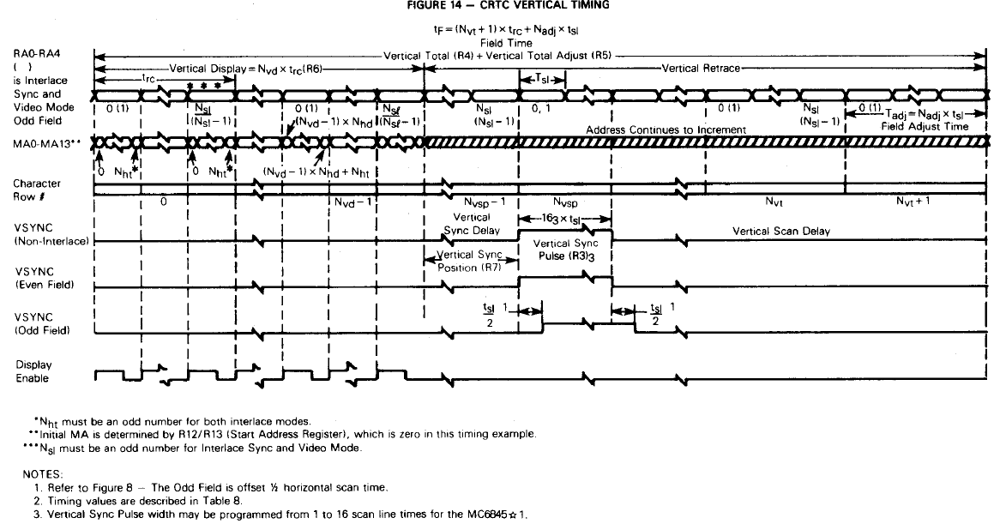 FIGURE 14 — CRTC VERTICAL TIMING
tF = (Nvt + 1) × trc + Nadj × tsl
Field Time
Vertical Total (R4) + Vertical Total Adjust (R5)
RA0-RA4
( )
is Interlace
Sync and
Video Mode
Odd Field
Vertical Display = Nvd × trc (R6)
Vertical Retrace
trc
* * *
Tsl
0 (1)
Nsl
(Nsl − 1)
0 (1)
Nsl
(Nsl − 1)
Nsl
(Nsl − 1)
0, 1
0 (1)
Nsl
(Nsl − 1)
0 (1)
Tadj = Nadj × tsl
Field Adjust Time
(Nvd − 1) × Nhd
Address Continues to Increment
MA0-MA13**
0 Nht* 0 Nht* (Nvd − 1) × Nhd + Nht
Character
Row #
0 Nvd − 1 Nvsp − 1 Nvsp Nvt Nvt + 1
VSYNC
(Non-Interlace)
Vertical
Sync Delay
163 × tsl
Vertical Scan Delay
Vertical Sync
Pulse (R3)3
Vertical Sync
Position (R7)
VSYNC
(Even Field)
VSYNC
(Odd Field)
tsl 1
2
tsl 1
2
Display
Enable
*Nht must be an odd number for both interlace modes.
**Initial MA is determined by R12/R13 (Start Address Register), which is zero in this timing example.
***Nsl must be an odd number for Interlace Sync and Video Mode.
NOTES:
1. Refer to Figure 8 — The Odd Field is offset ½ horizontal scan time.
2. Timing values are described in Table 8.
3. Vertical Sync Pulse width may be programmed from 1 to 16 scan line times for the MC6845☆1.